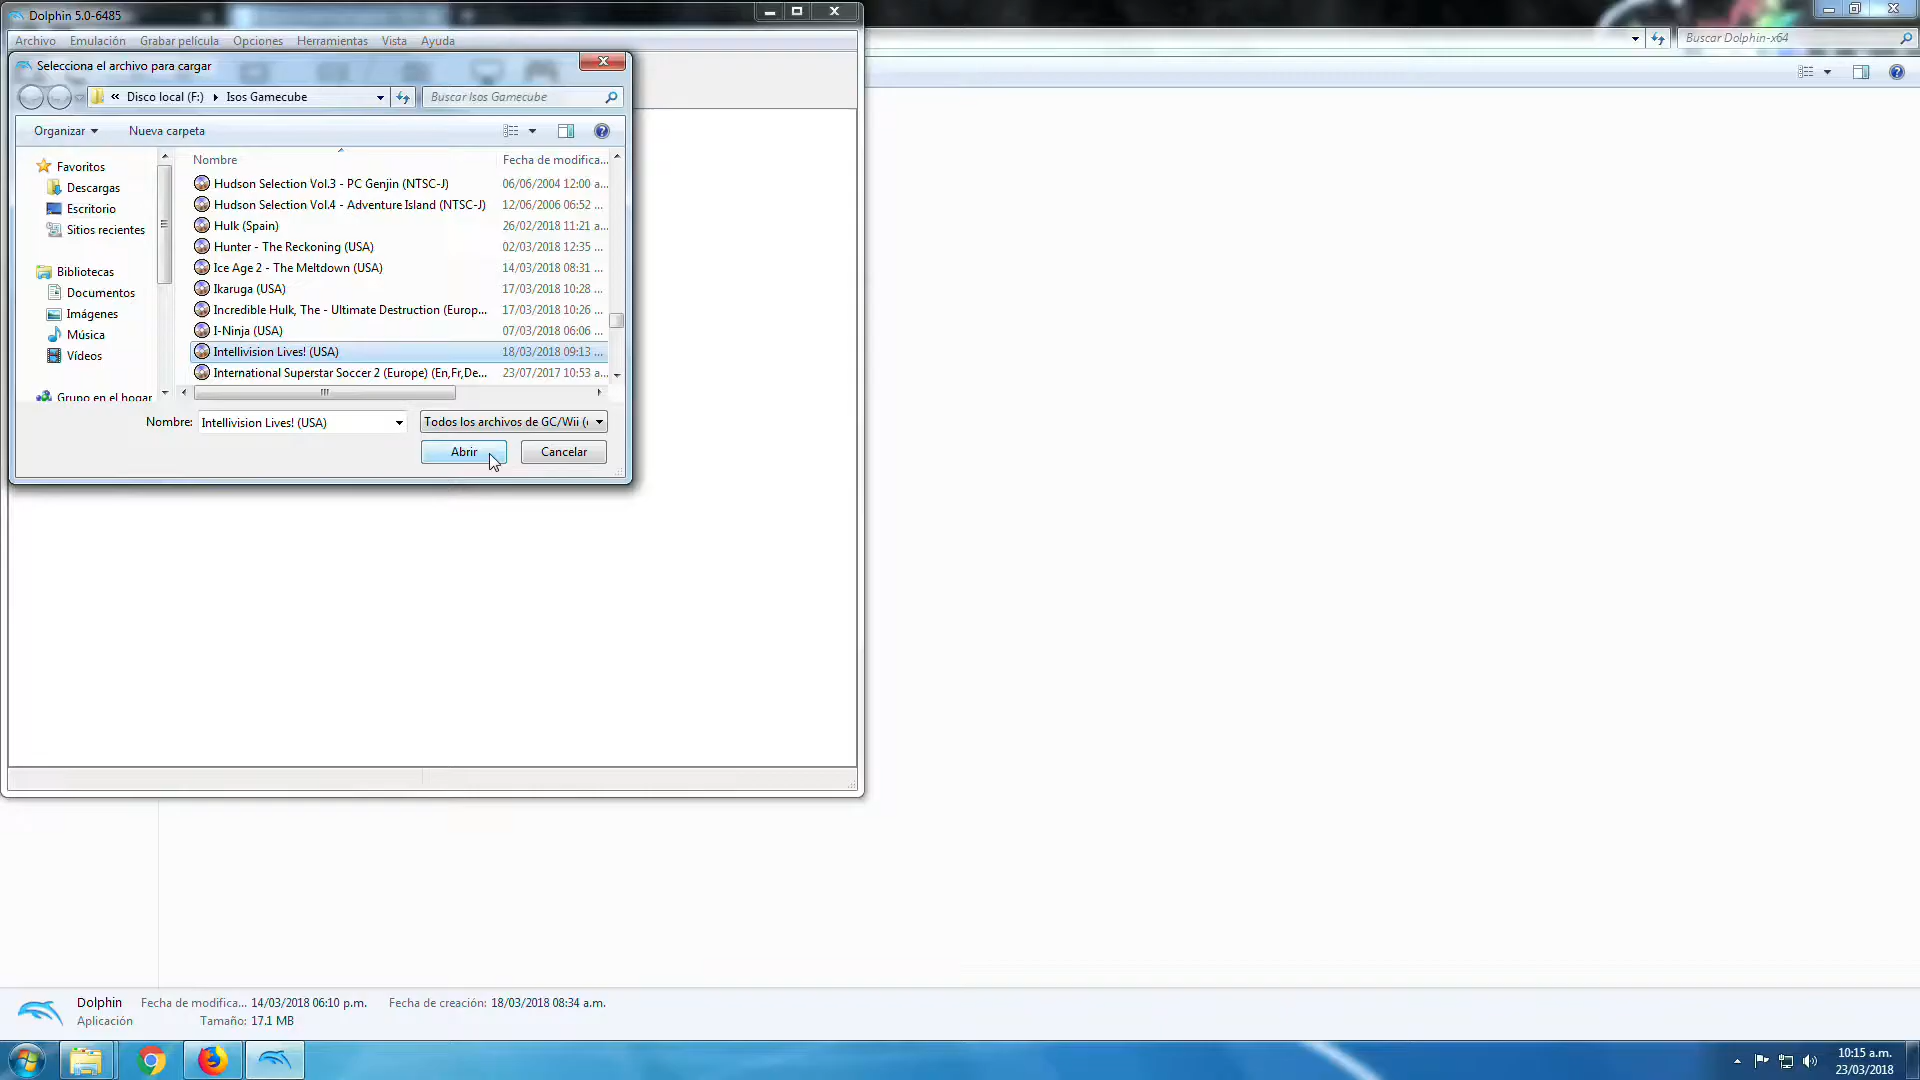 Dolphin 5.0-6485
Archivo Emulación Grabar película Opciones Herramientas Vista Ayuda
Buscar Dolphin-x64
Selecciona el archivo para cargar
« Disco local (F:) Isos Gamecube
Buscar Isos Gamecube
Organizar Nueva carpeta
Nombre Fecha de modifica...
Favoritos
Descargas
Escritorio
Sitios recientes
Bibliotecas
Documentos
Imágenes
Música
Vídeos
Grupo en el hogar
Hudson Selection Vol.3 - PC Genjin (NTSC-J) 06/06/2004 12:00 a...
Hudson Selection Vol.4 - Adventure Island (NTSC-J) 12/06/2006 06:52 ...
Hulk (Spain) 26/02/2018 11:21 a...
Hunter - The Reckoning (USA) 02/03/2018 12:35 ...
Ice Age 2 - The Meltdown (USA) 14/03/2018 08:31 ...
Ikaruga (USA) 17/03/2018 10:28 ...
Incredible Hulk, The - Ultimate Destruction (Europ... 17/03/2018 10:26 ...
I-Ninja (USA) 07/03/2018 06:06 ...
Intellivision Lives! (USA) 18/03/2018 09:13 ...
International Superstar Soccer 2 (Europe) (En,Fr,De... 23/07/2017 10:53 a...
Nombre: Intellivision Lives! (USA) Todos los archivos de GC/Wii (
Abrir Cancelar
Dolphin Fecha de modifica... 14/03/2018 06:10 p.m. Fecha de creación: 18/03/2018 08:34 a.m.
Aplicación Tamaño: 17.1 MB
10:15 a.m.
23/03/2018